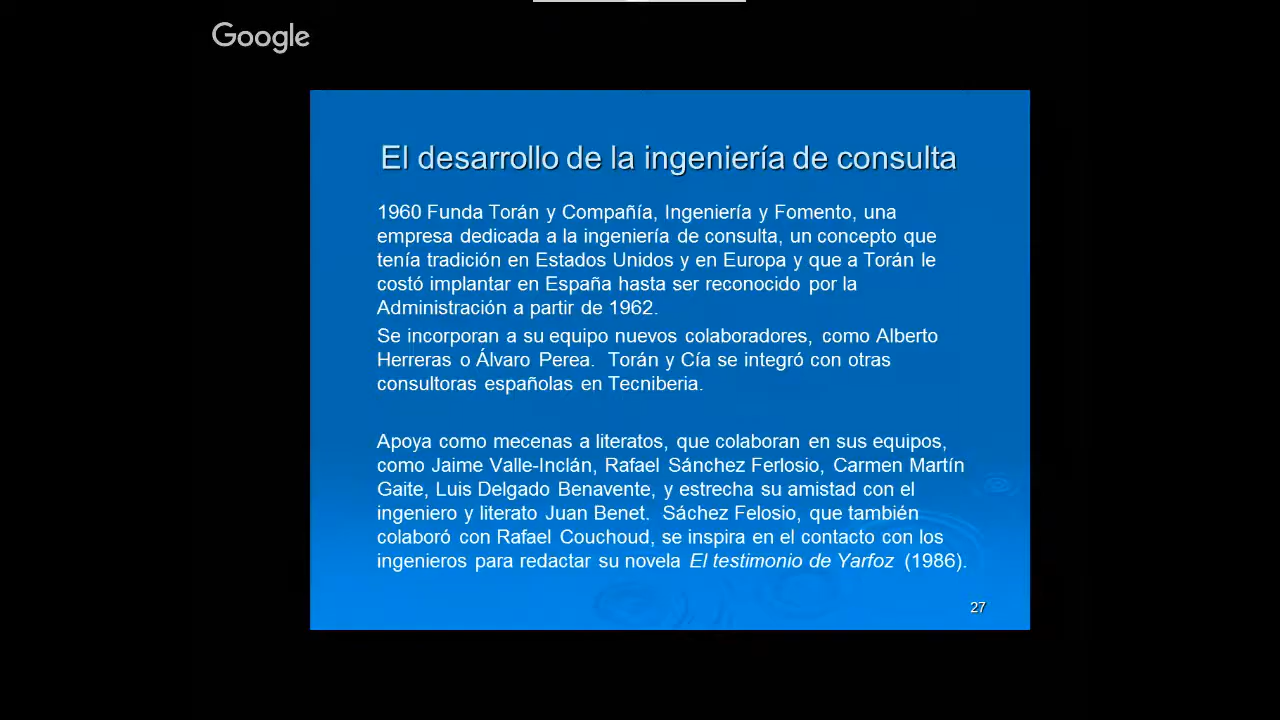 Google
El desarrollo de la ingeniería de consulta
1960 Funda Torán y Compañía, Ingeniería y Fomento, una
empresa dedicada a la ingeniería de consulta, un concepto que
tenía tradición en Estados Unidos y en Europa y que a Torán le
costó implantar en España hasta ser reconocido por la
Administración a partir de 1962.
Se incorporan a su equipo nuevos colaboradores, como Alberto
Herreras o Álvaro Perea.  Torán y Cía se integró con otras
consultoras españolas en Tecniberia.
Apoya como mecenas a literatos, que colaboran en sus equipos,
como Jaime Valle-Inclán, Rafael Sánchez Ferlosio, Carmen Martín
Gaite, Luis Delgado Benavente, y estrecha su amistad con el
ingeniero y literato Juan Benet.  Sáchez Felosio, que también
colaboró con Rafael Couchoud, se inspira en el contacto con los
ingenieros para redactar su novela El testimonio de Yarfoz (1986).
27